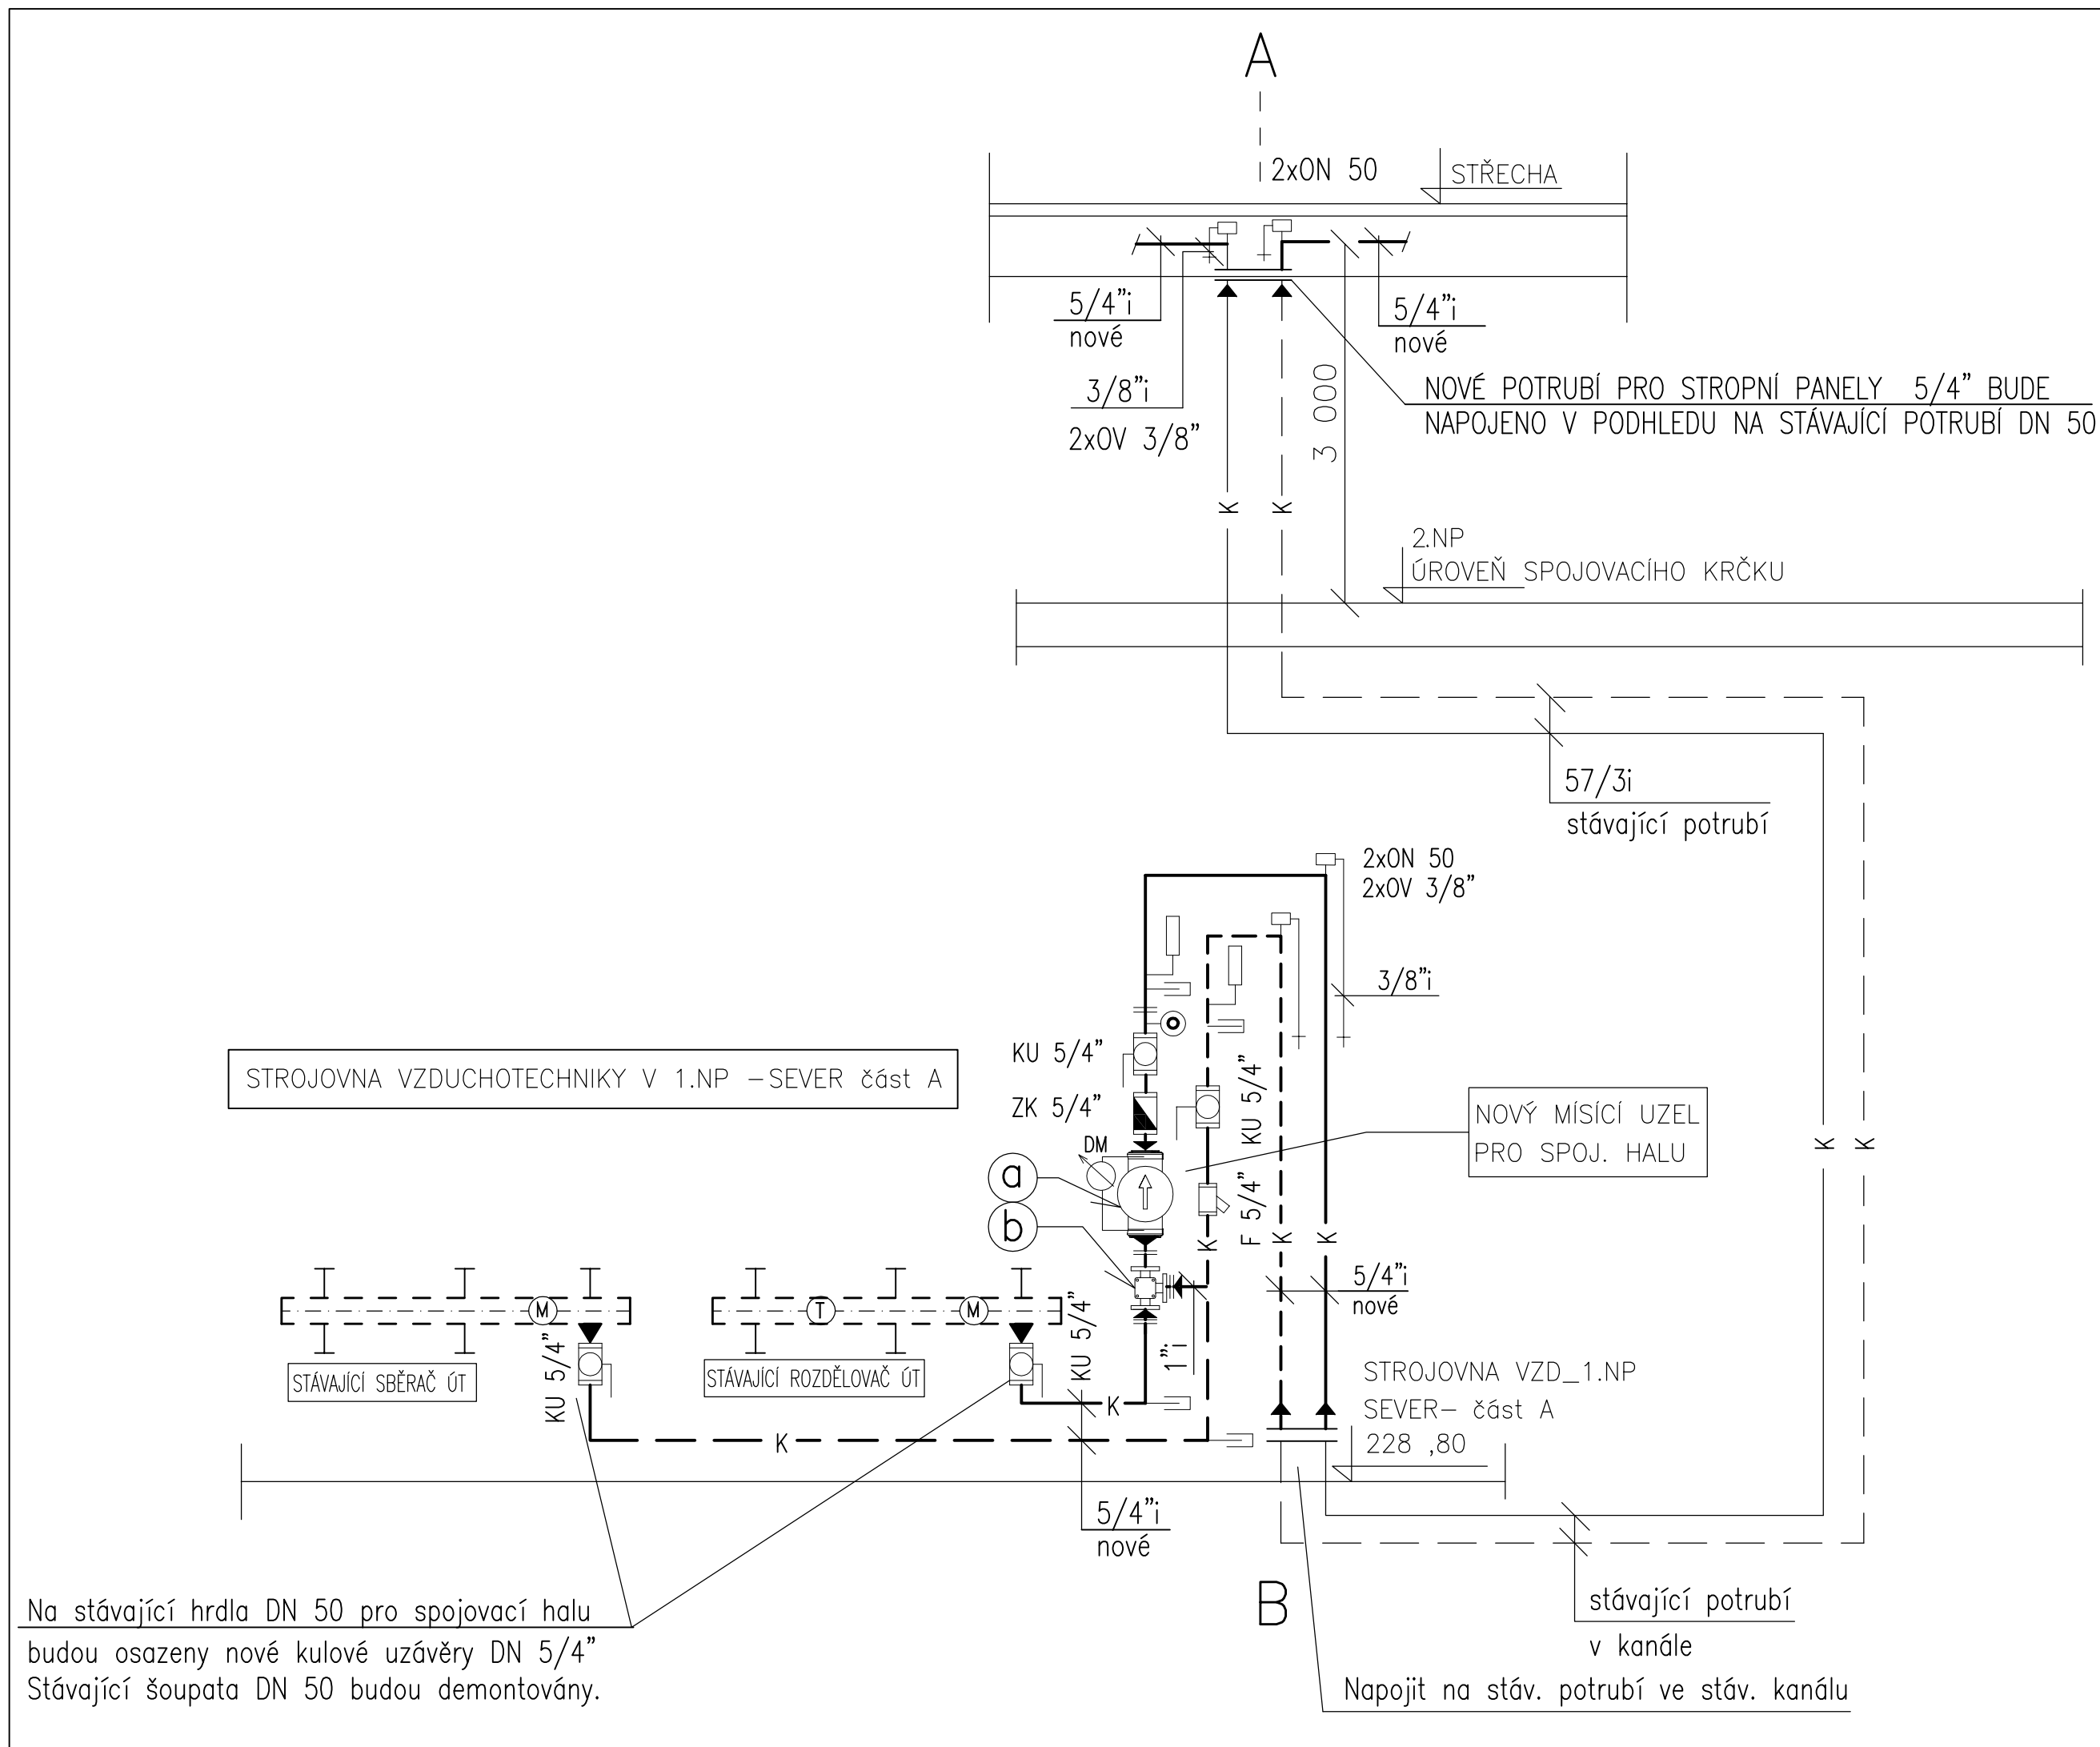 A
2xON 50
STŘECHA
5/4"i
nové
5/4"i
nové
3/8"i
2xOV 3/8"
3 000
NOVÉ POTRUBÍ PRO STROPNÍ PANELY 5/4" BUDE
NAPOJENO V PODHLEDU NA STÁVAJÍCÍ POTRUBÍ DN 50
K
K
2.NP
ÚROVEŇ SPOJOVACÍHO KRČKU
57/3i
stávající potrubí
2xON 50
2xOV 3/8"
3/8"i
STROJOVNA VZDUCHOTECHNIKY V 1.NP -SEVER část A
KU 5/4"
ZK 5/4"
DM
KU 5/4"
F 5/4"
NOVÝ MÍSÍCÍ UZEL
PRO SPOJ. HALU
K
K
a
b
K
K
K
5/4"i
nové
M
T
M
KU 5/4"
KU 5/4"
1"i
STÁVAJÍCÍ SBĚRAČ ÚT
STÁVAJÍCÍ ROZDĚLOVAČ ÚT
K
K
STROJOVNA VZD_1.NP
SEVER- část A
228 ,80
5/4"i
nové
B
Na stávající hrdla DN 50 pro spojovací halu
budou osazeny nové kulové uzávěry DN 5/4"
Stávající šoupata DN 50 budou demontovány.
stávající potrubí
v kanále
Napojit na stáv. potrubí ve stáv. kanálu